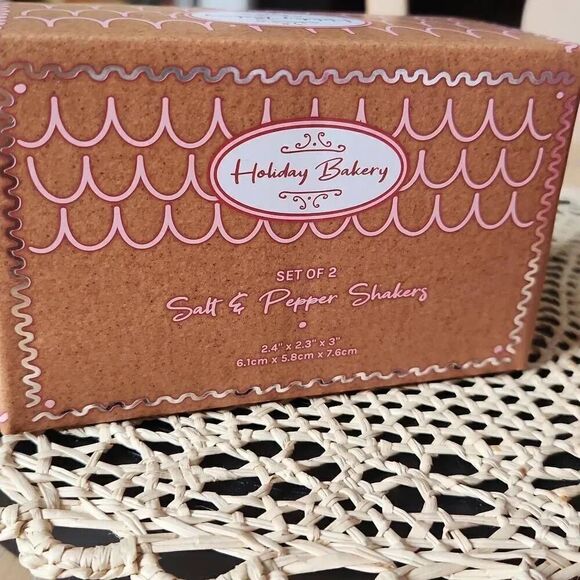 Holiday Bakery
SET OF 2
Salt & Pepper Shakers
2.4" x 2.3" x 3"
6.1cm x 5.8cm x 7.6cm